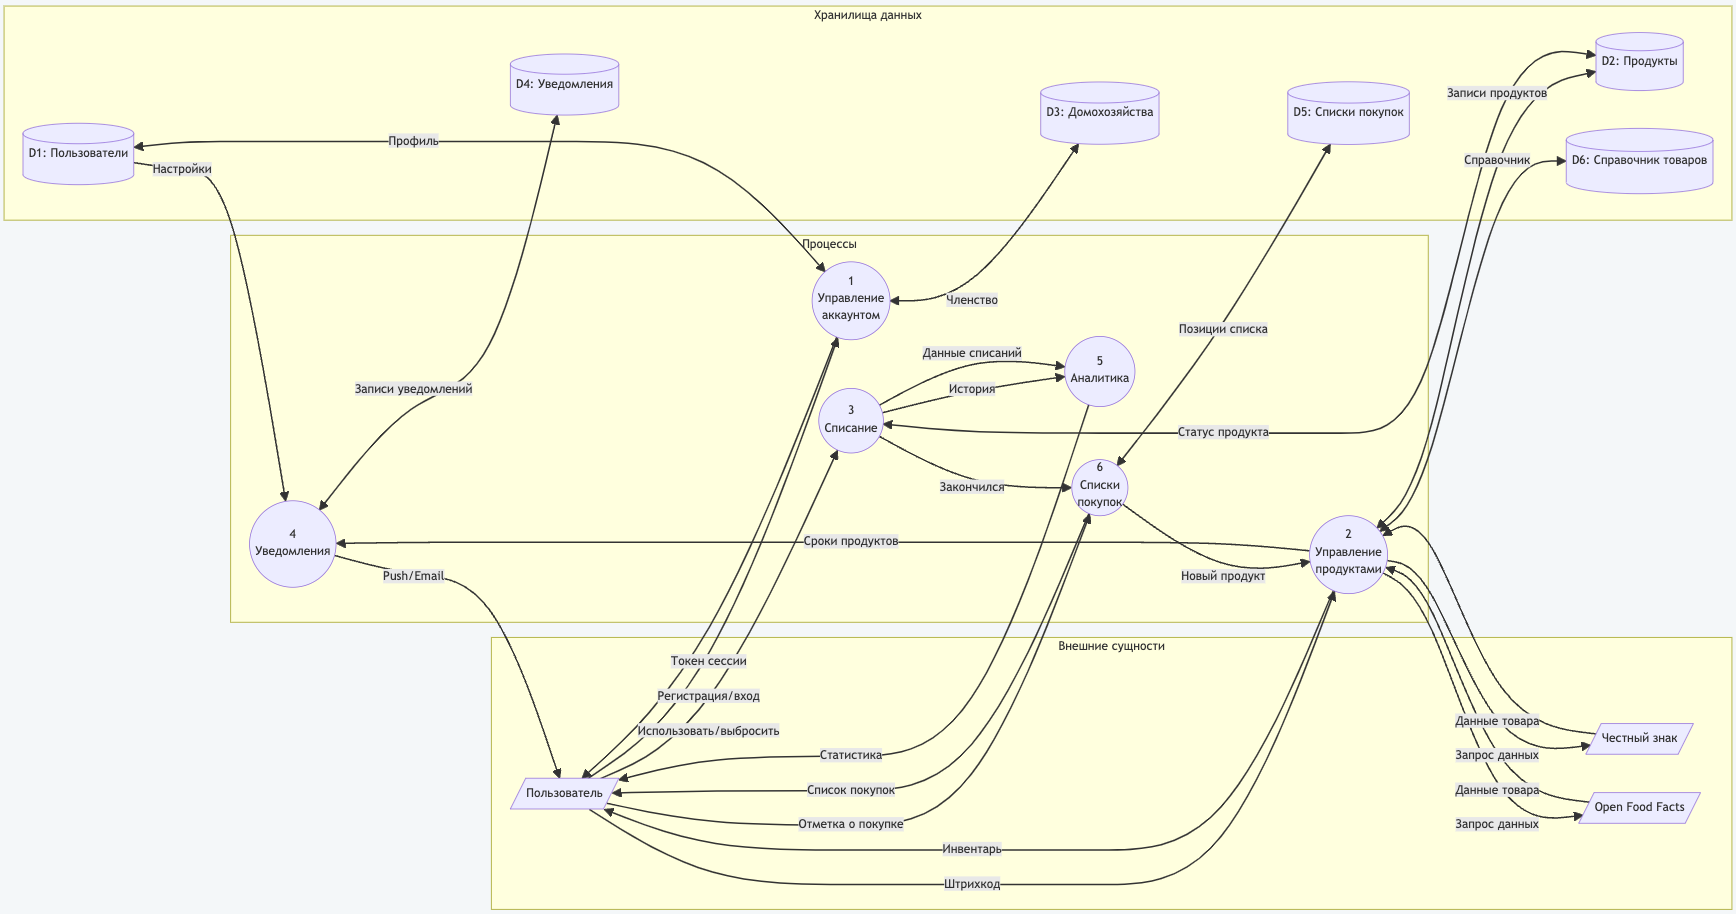 Хранилища данных
D4: Уведомления
D2: Продукты
D3: Домохозяйства
D5: Списки покупок
Записи продуктов
D1: Пользователи
Профиль
Настройки
Справочник
D6: Справочник товаров
Процессы
1
Управление
аккаунтом
Членство
Позиции списка
Данные списаний
5
Аналитика
История
Записи уведомлений
3
Списание
Статус продукта
6
Списки
покупок
Закончился
4
Уведомления
Сроки продуктов
2
Управление
продуктами
Push/Email
Новый продукт
Внешние сущности
Токен сессии
Регистрация/вход
Использовать/выбросить
Данные товара
Честный знак
Статистика
Запрос данных
Пользователь
Список покупок
Данные товара
Open Food Facts
Отметка о покупке
Запрос данных
Инвентарь
Штрихкод